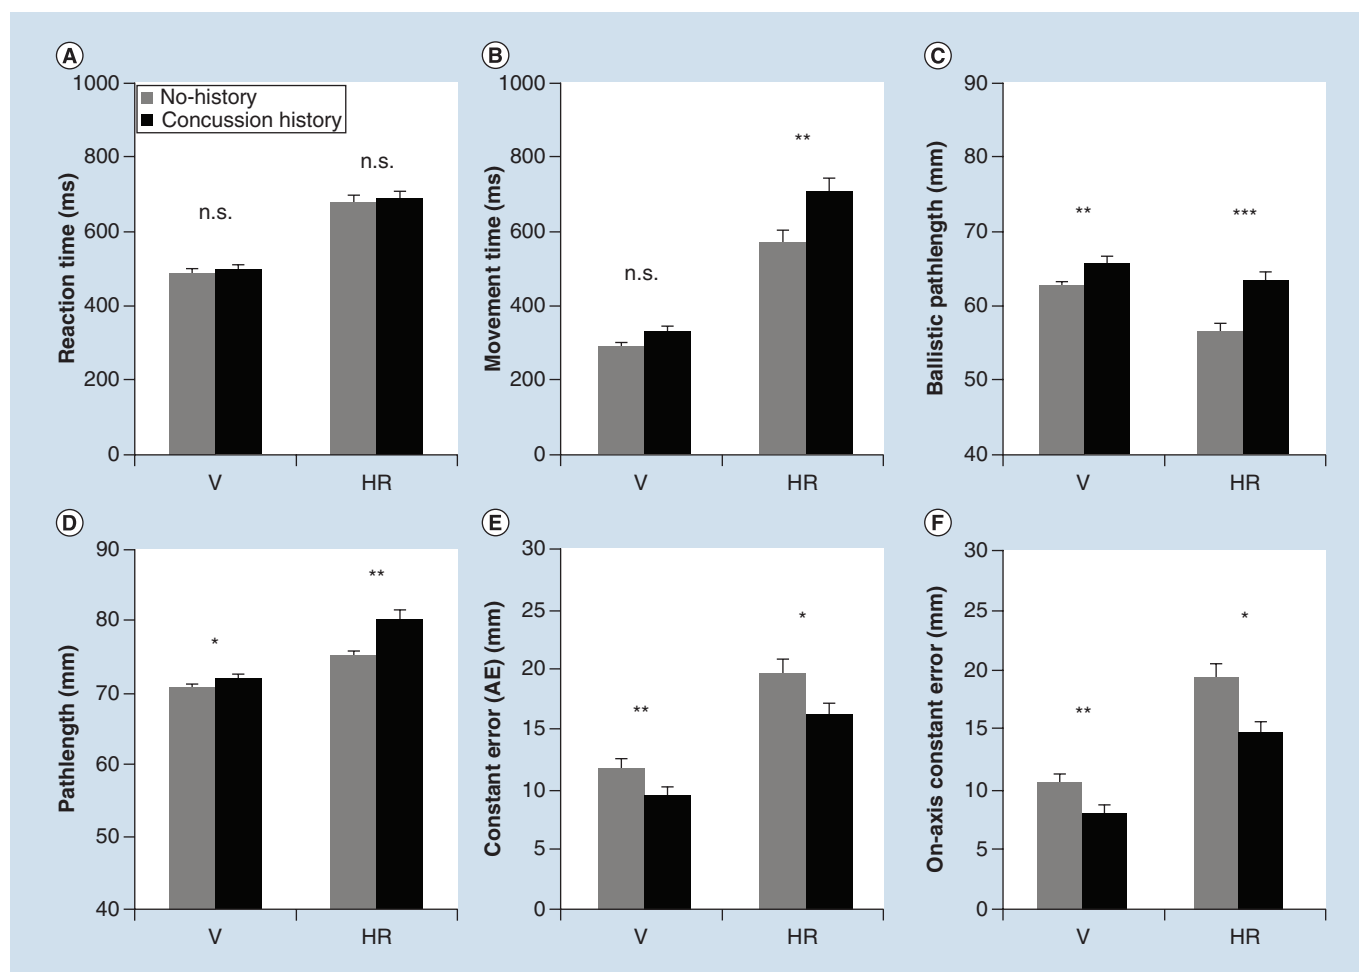 A
Reaction time (ms)
1000
800
600
400
200
0
No-history
Concussion history
n.s.
n.s.
V
HR
B
Movement time (ms)
1000
800
600
400
200
0
n.s.
**
V
HR
C
Ballistic pathlength (mm)
90
80
70
60
50
40
**
***
V
HR
D
Pathlength (mm)
90
80
70
60
50
40
*
**
V
HR
E
Constant error (AE) (mm)
30
25
20
15
10
5
0
**
*
V
HR
F
On-axis constant error (mm)
30
25
20
15
10
5
0
**
*
V
HR